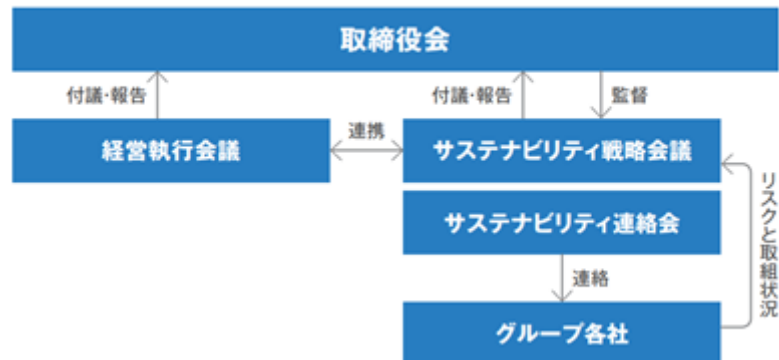 取締役会
付議・報告
付議・報告
監督
経営執行会議
連携
サステナビリティ戦略会議
サステナビリティ連絡会
連絡
グループ各社
リスクと取組状況